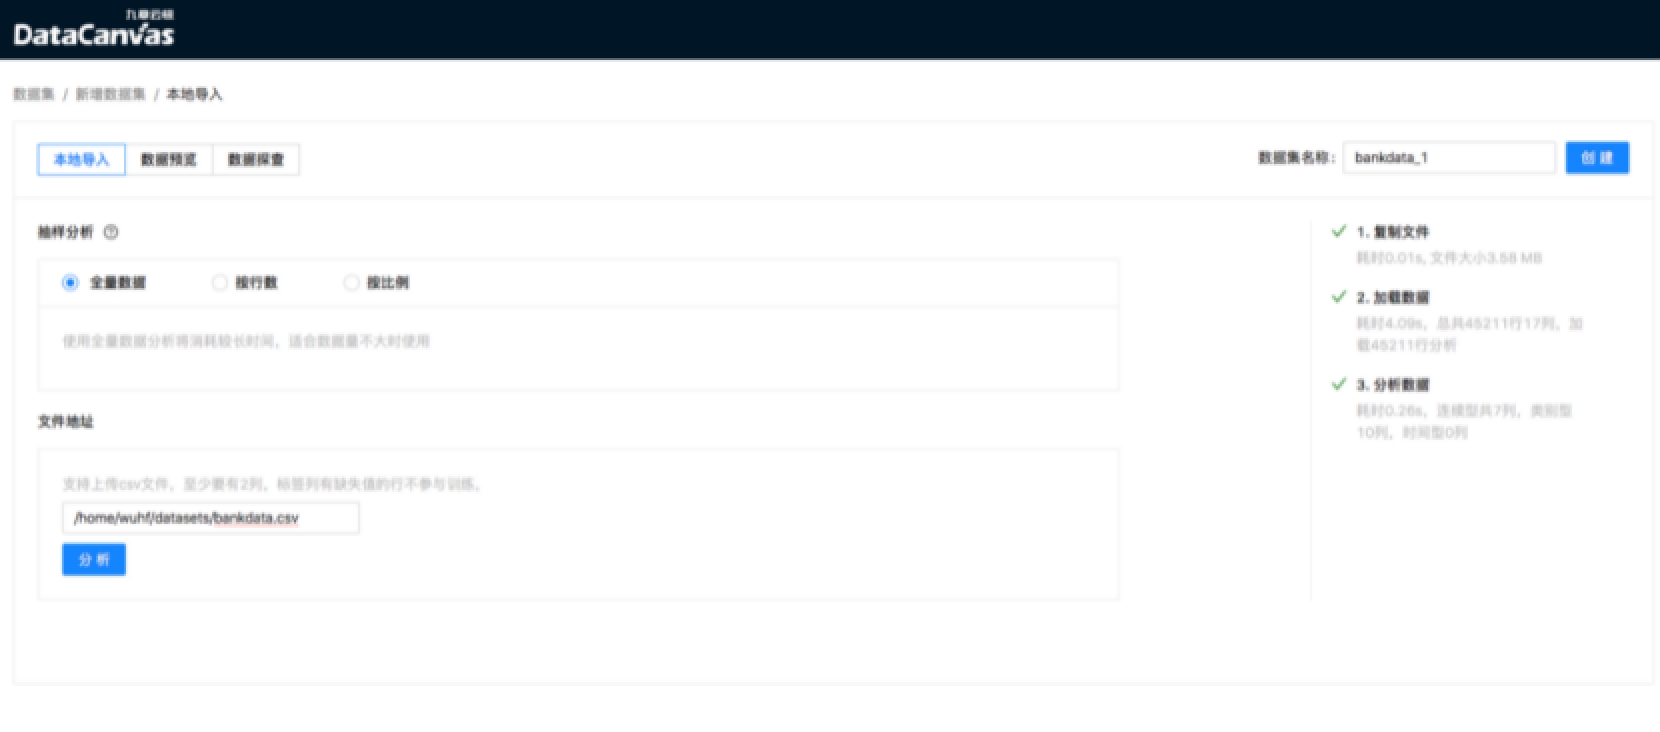 九章云极
DataCanvas
数据集 / 新增数据集 / 本地导入
本地导入 数据预览 数据探查
数据集名称： bankdata_1 创 建
抽样分析
全量数据 按行数 按比例
使用全量数据分析将消耗较长时间，适合数据量不大时使用
文件地址
支持上传csv文件，至少要有2列，标签列有缺失值的行不参与训练。
/home/wuhf/datasets/bankdata.csv
分 析
1. 复制文件
耗时0.01s, 文件大小3.58 MB
2. 加载数据
耗时4.09s，总共45211行17列，加
载45211行分析
3. 分析数据
耗时0.26s，连续型共7列，类别型
10列，时间型0列